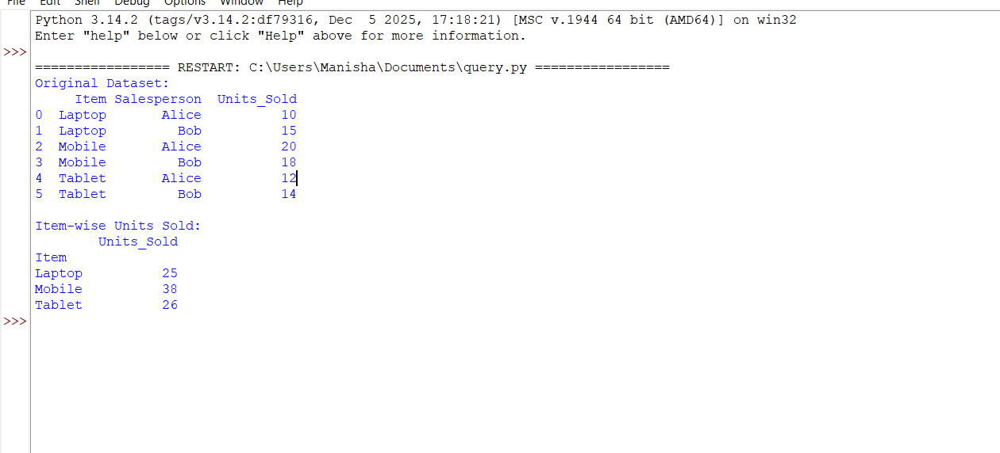 File Edit Shell Debug Options Window Help
Python 3.14.2 (tags/v3.14.2:df79316, Dec  5 2025, 17:18:21) [MSC v.1944 64 bit (AMD64)] on win32
Enter "help" below or click "Help" above for more information.
>>>
================= RESTART: C:\Users\Manisha\Documents\query.py =================
Original Dataset:
     Item Salesperson  Units_Sold
0  Laptop       Alice          10
1  Laptop         Bob          15
2  Mobile       Alice          20
3  Mobile         Bob          18
4  Tablet       Alice          12
5  Tablet         Bob          14
Item-wise Units Sold:
        Units_Sold
Item
Laptop          25
Mobile          38
Tablet          26
>>>